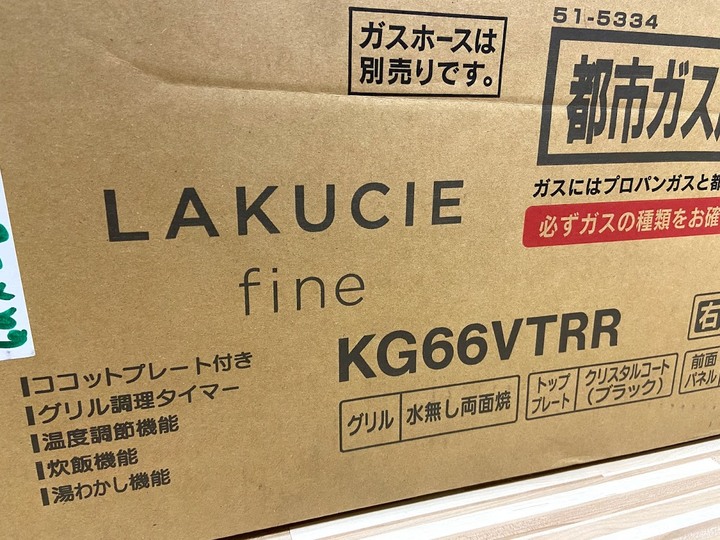 ガスホースは
別売りです。
51-5334
都市ガス
ガスにはプロパンガスと都
必ずガスの種類をお確
LAKUCIE
fine
KG66VTRR
右
グリル 水無し両面焼
トップ
プレート
クリスタルコート
(ブラック)
前面
パネル
ココットプレート付き
グリル調理タイマー
温度調節機能
炊飯機能
湯わかし機能